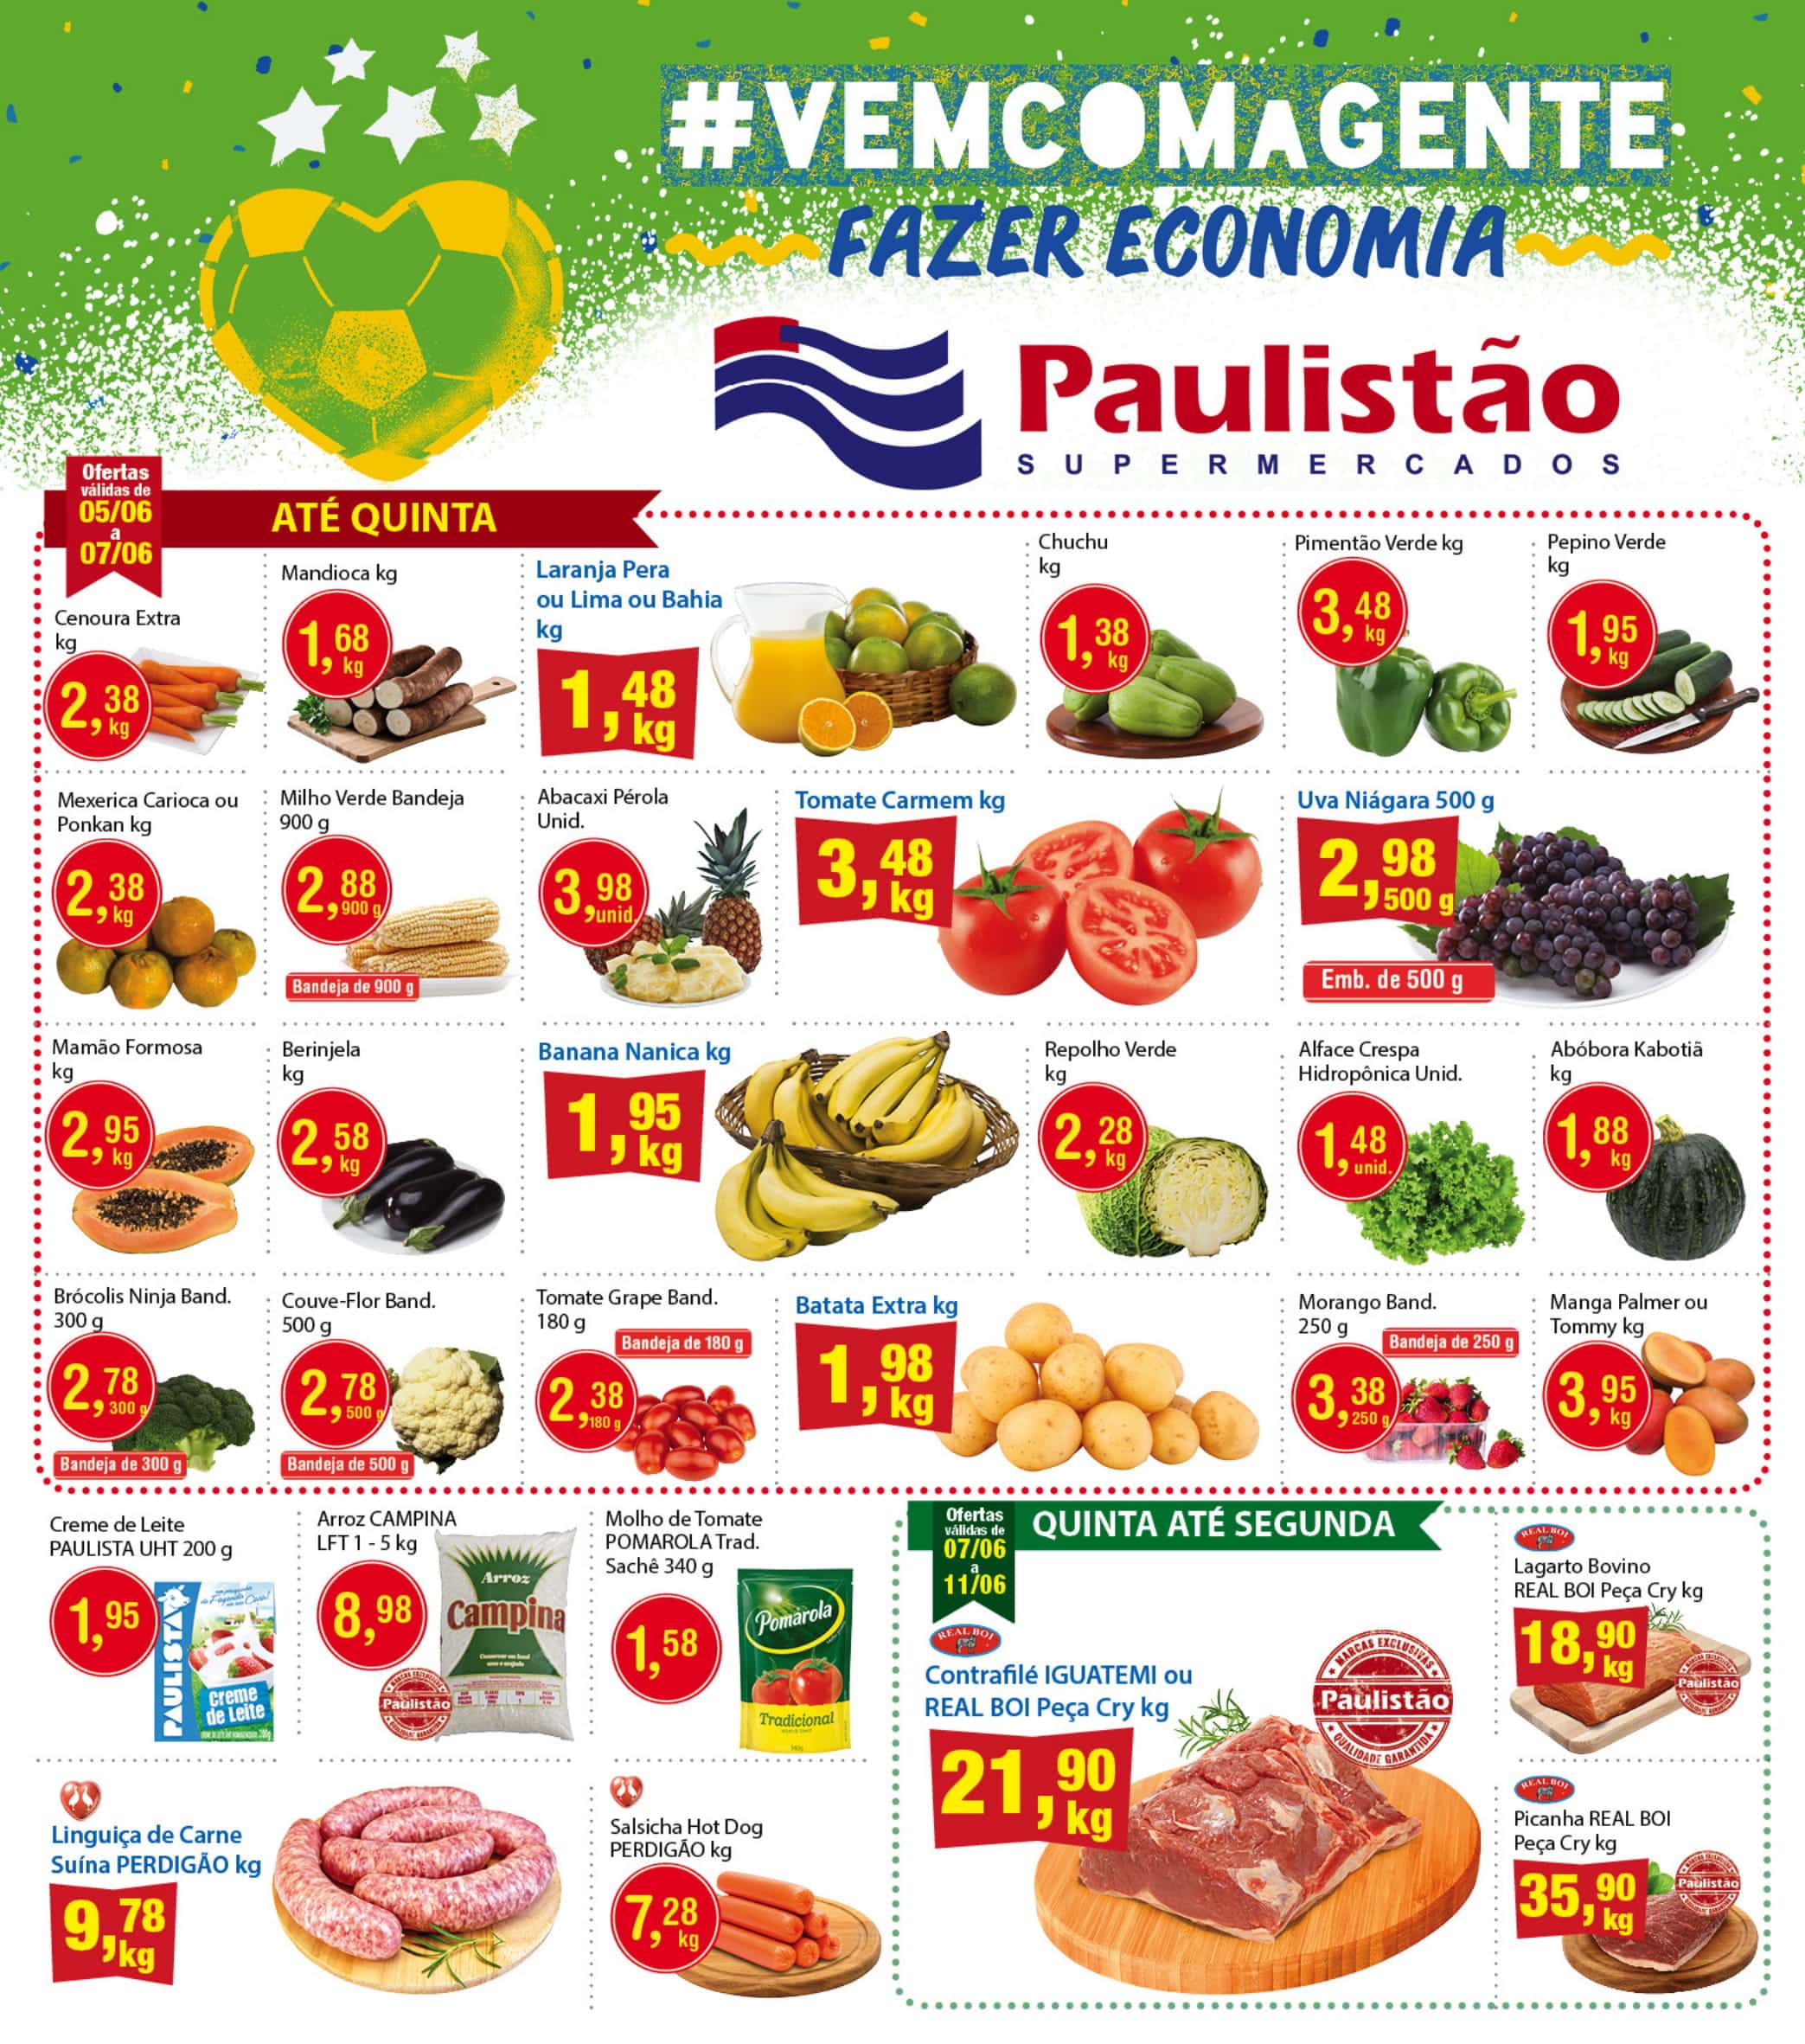 #VEMCOMAGENTE
FAZER ECONOMIA
Paulistão
SUPERMERCADOS
Ofertas
válidas de
05/06
a
07/06
ATÉ QUINTA
Cenoura Extra
kg
2,38
kg
Mandioca kg
1,68
kg
Laranja Pera
ou Lima ou Bahia
kg
1,48
kg
Chuchu
kg
1,38
kg
Pimentão Verde kg
3,48
kg
Pepino Verde
kg
1,95
kg
Mexerica Carioca ou
Ponkan kg
2,38
kg
Milho Verde Bandeja
900 g
2,88
900 g
Bandeja de 900 g
Abacaxi Pérola
Unid.
3,98
unid.
Tomate Carmem kg
3,48
kg
Uva Niágara 500 g
2,98
500 g
Emb. de 500 g
Mamão Formosa
kg
2,95
kg
Berinjela
kg
2,58
kg
Banana Nanica kg
1,95
kg
Repolho Verde
kg
2,28
kg
Alface Crespa
Hidropônica Unid.
1,48
unid.
Abóbora Kabotiã
kg
1,88
kg
Brócolis Ninja Band.
300 g
2,78
300 g
Bandeja de 300 g
Couve-Flor Band.
500 g
2,78
500 g
Bandeja de 500 g
Tomate Grape Band.
180 g
Bandeja de 180 g
2,38
180 g
Batata Extra kg
1,98
kg
Morango Band.
250 g
Bandeja de 250 g
3,38
250 g
Manga Palmer ou
Tommy kg
3,95
kg
Creme de Leite
PAULISTA UHT 200 g
1,95
PAULISTA
Creme
de Leite
Arroz CAMPINA
LFT 1 - 5 kg
8,98
Arroz
Campina
Paulistão
Molho de Tomate
POMAROLA Trad.
Sachê 340 g
1,58
Pomarola
Tradicional
Linguiça de Carne
Suína PERDIGÃO kg
9,78
kg
Salsicha Hot Dog
PERDIGÃO kg
7,28
kg
Ofertas
válidas de
07/06
a
11/06
QUINTA ATÉ SEGUNDA
REAL BOI
Contrafilé IGUATEMI ou
REAL BOI Peça Cry kg
21,90
kg
MARCAS EXCLUSIVAS
Paulistão
QUALIDADE GARANTIDA
REAL BOI
Lagarto Bovino
REAL BOI Peça Cry kg
18,90
kg
Paulistão
REAL BOI
Picanha REAL BOI
Peça Cry kg
35,90
kg
Paulistão